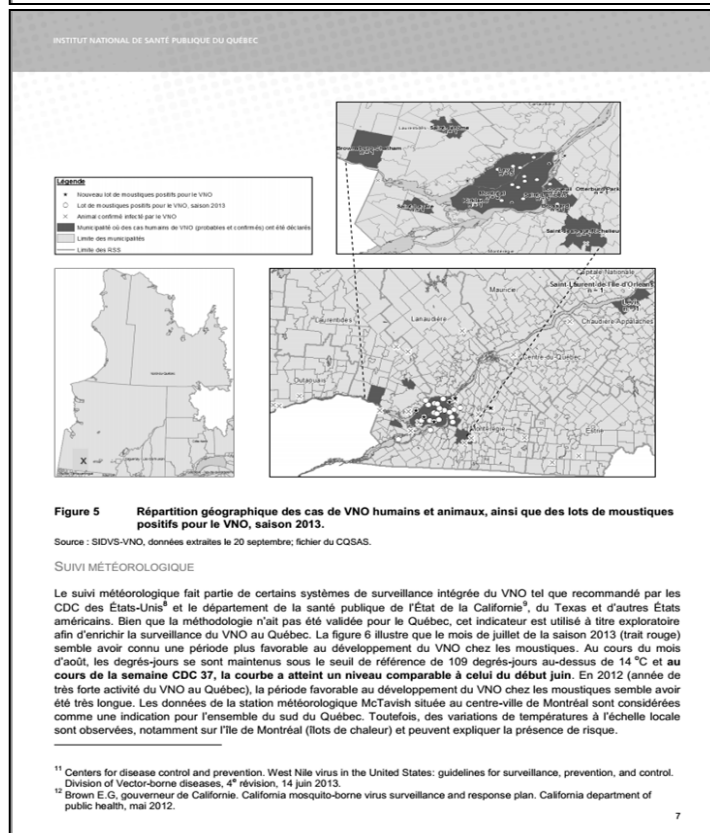 INSTITUT NATIONAL DE SANTÉ PUBLIQUE DU QUÉBEC
Laurentides
Légende
Nouveau lot de moustiques positifs pour le VNO
Lot de moustiques positifs pour le VNO, saison 2013
Animal confirmé infecté par le VNO
Municipalité où des cas humains de VNO (probables et confirmés) ont été déclarés
Limite des municipalités
Limite des RSS
Otterburn Park
Capitale-Nationale
Saint-Laurent-de-l'Île-d'Orléans
Mauricie
Laurentides
Lanaudière
Chaudière-Appalaches
Centre-du-Québec
Outaouais
Montérégie
Estrie
Figure 5 Répartition géographique des cas de VNO humains et animaux, ainsi que des lots de moustiques
positifs pour le VNO, saison 2013.
Source : SIDVS-VNO, données extraites le 20 septembre; fichier du CQSAS.
SUIVI MÉTÉOROLOGIQUE
Le suivi météorologique fait partie de certains systèmes de surveillance intégrée du VNO tel que recommandé par les
CDC des États-Unis8 et le département de la santé publique de l'État de la Californie9, du Texas et d'autres États
américains. Bien que la méthodologie n'ait pas été validée pour le Québec, cet indicateur est utilisé à titre exploratoire
afin d'enrichir la surveillance du VNO au Québec. La figure 6 illustre que le mois de juillet de la saison 2013 (trait rouge)
semble avoir connu une période plus favorable au développement du VNO chez les moustiques. Au cours du mois
d'août, les degrés-jours se sont maintenus sous le seuil de référence de 109 degrés-jours au-dessus de 14 °C et au
cours de la semaine CDC 37, la courbe a atteint un niveau comparable à celui du début juin. En 2012 (année de
très forte activité du VNO au Québec), la période favorable au développement du VNO chez les moustiques semble avoir
été très longue. Les données de la station météorologique McTavish située au centre-ville de Montréal sont considérées
comme une indication pour l'ensemble du sud du Québec. Toutefois, des variations de températures à l'échelle locale
sont observées, notamment sur l'île de Montréal (îlots de chaleur) et peuvent expliquer la présence de risque.
11 Centers for disease control and prevention. West Nile virus in the United States: guidelines for surveillance, prevention, and control.
Division of Vector-borne diseases, 4e révision, 14 juin 2013.
12 Brown E.G, gouverneur de Californie. California mosquito-borne virus surveillance and response plan. California department of
public health, mai 2012.
7